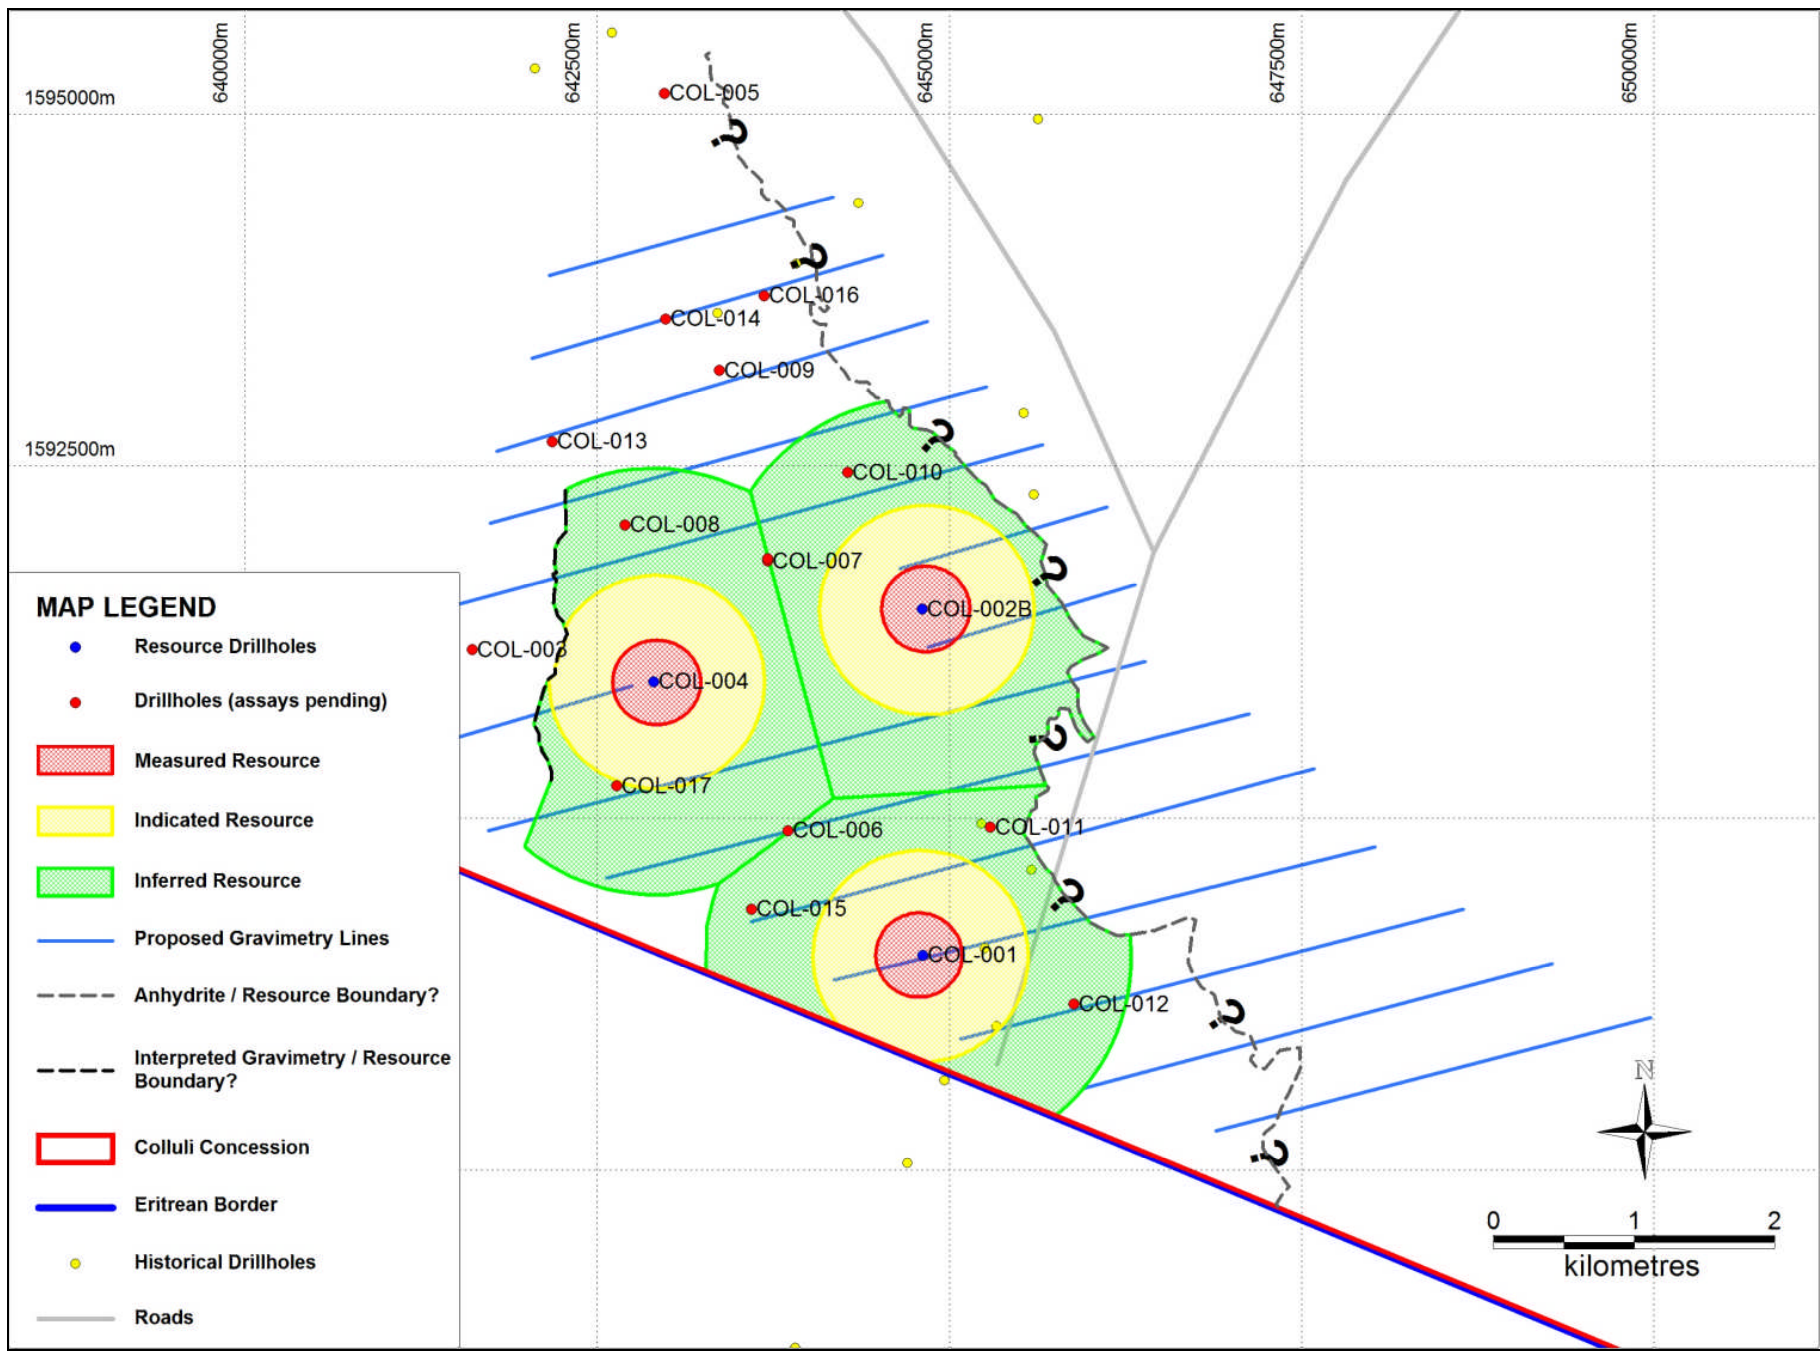 640000m
642500m
645000m
647500m
650000m
1595000m
COL-005
?
?
COL-016
COL-014
COL-009
COL-013
1592500m
?
COL-010
COL-008
COL-007
?
COL-002B
COL-003
COL-004
?
COL-017
COL-006
COL-011
?
COL-015
COL-001
COL-012
?
?
MAP LEGEND
Resource Drillholes
Drillholes (assays pending)
Measured Resource
Indicated Resource
Inferred Resource
Proposed Gravimetry Lines
Anhydrite / Resource Boundary?
Interpreted Gravimetry / Resource
Boundary?
Colluli Concession
Eritrean Border
Historical Drillholes
Roads
N
0 1 2
kilometres